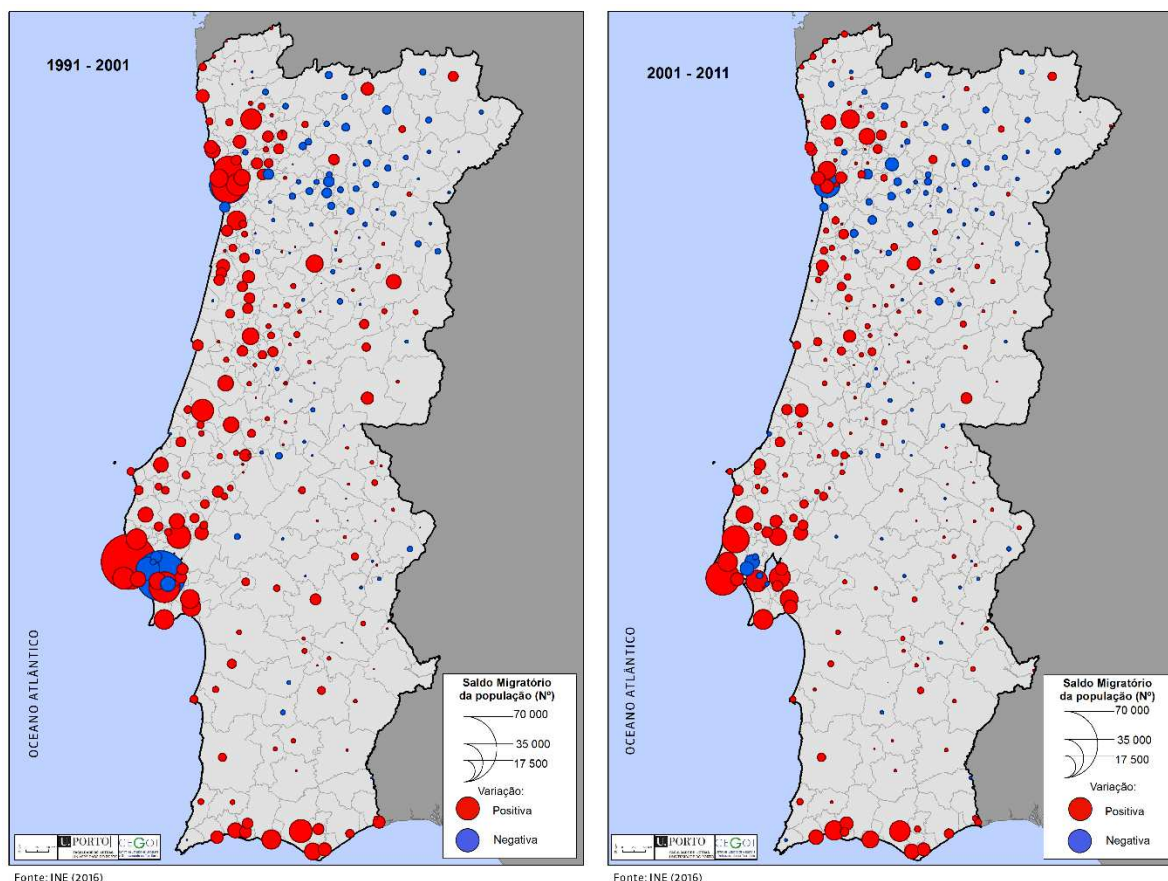 1991 - 2001
OCEANO ATLÂNTICO
Saldo Migratório
da população (Nº)
70 000
35 000
17 500
Variação:
Positiva
Negativa
U.PORTO
CEGOT
Fonte: INE (2016)
2001 - 2011
OCEANO ATLÂNTICO
Saldo Migratório
da população (Nº)
70 000
35 000
17 500
Variação:
Positiva
Negativa
U.PORTO
CEGOT
Fonte: INE (2016)